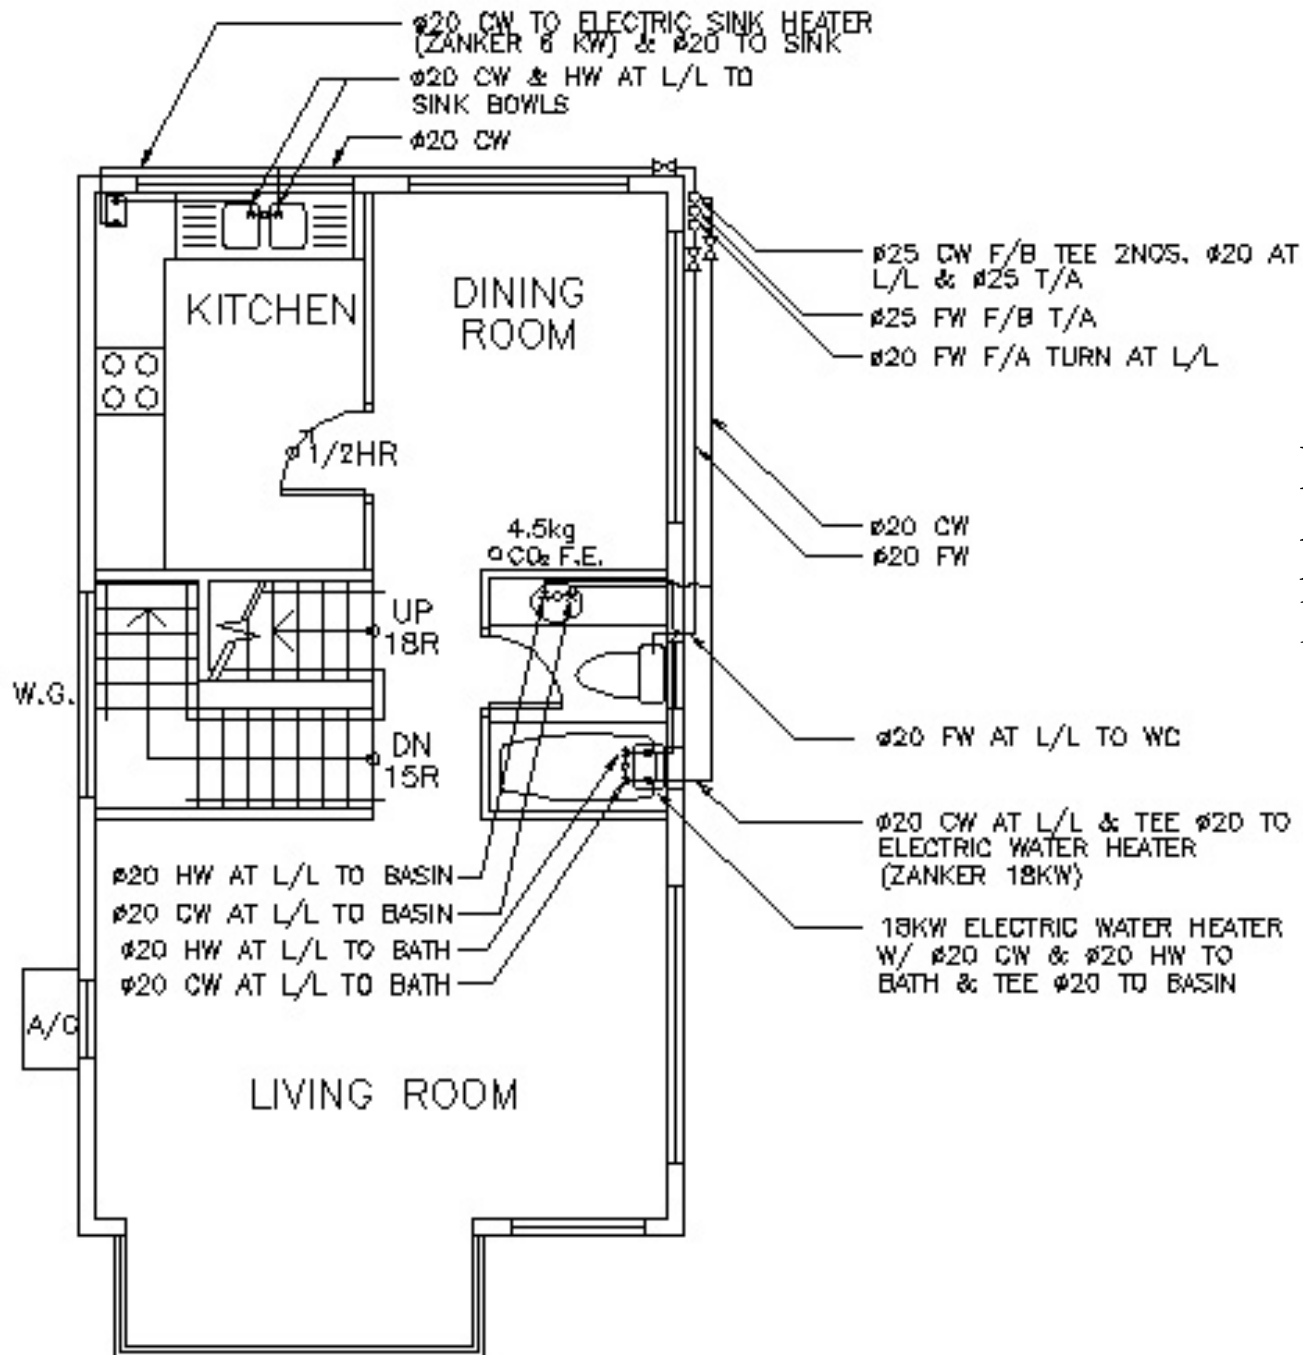 ø20 CW TO ELECTRIC SINK HEATER
(ZANKER 6 KW) & ø20 TO SINK
ø20 CW & HW AT L/L TO
SINK BOWLS
ø20 CW
KITCHEN
DINING
ROOM
ø25 CW F/B TEE 2NOS. ø20 AT
L/L & ø25 T/A
ø25 FW F/B T/A
ø20 FW F/A TURN AT L/L
1/2HR
4.5kg
CO₂ F.E.
ø20 CW
ø20 FW
UP
18R
W.G.
DN
15R
ø20 FW AT L/L TO WC
ø20 CW AT L/L & TEE ø20 TO
ELECTRIC WATER HEATER
(ZANKER 18KW)
ø20 HW AT L/L TO BASIN
ø20 CW AT L/L TO BASIN
ø20 HW AT L/L TO BATH
ø20 CW AT L/L TO BATH
18KW ELECTRIC WATER HEATER
W/ ø20 CW & ø20 HW TO
BATH & TEE ø20 TO BASIN
A/C
LIVING ROOM